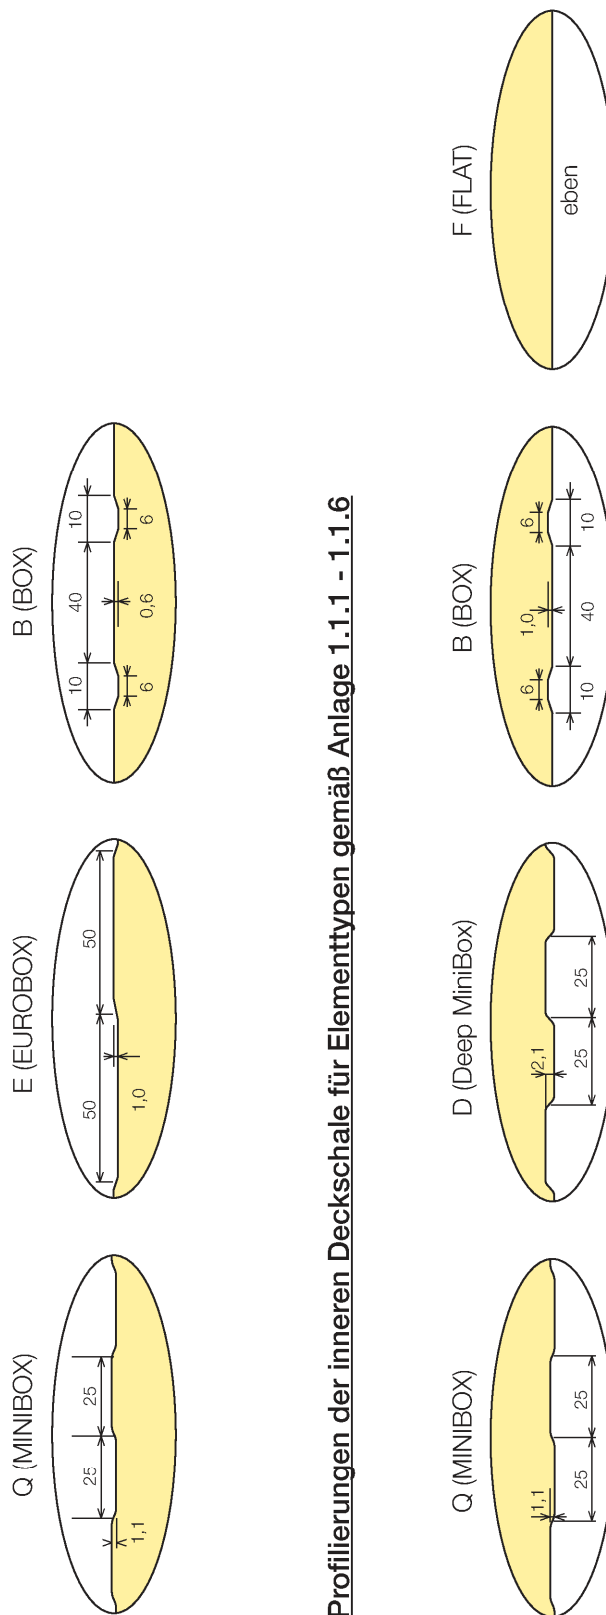 Q (MINIBOX)
25
25
1,1
E (EUROBOX)
50
50
1,0
B (BOX)
10
40
10
6
0,6
6
Profilierungen der inneren Deckschale für Elementtypen gemäß Anlage 1.1.1 - 1.1.6
Q (MINIBOX)
1,1
25
25
D (Deep MiniBox)
2,1
25
25
B (BOX)
6
1,0
6
10
40
10
F (FLAT)
eben